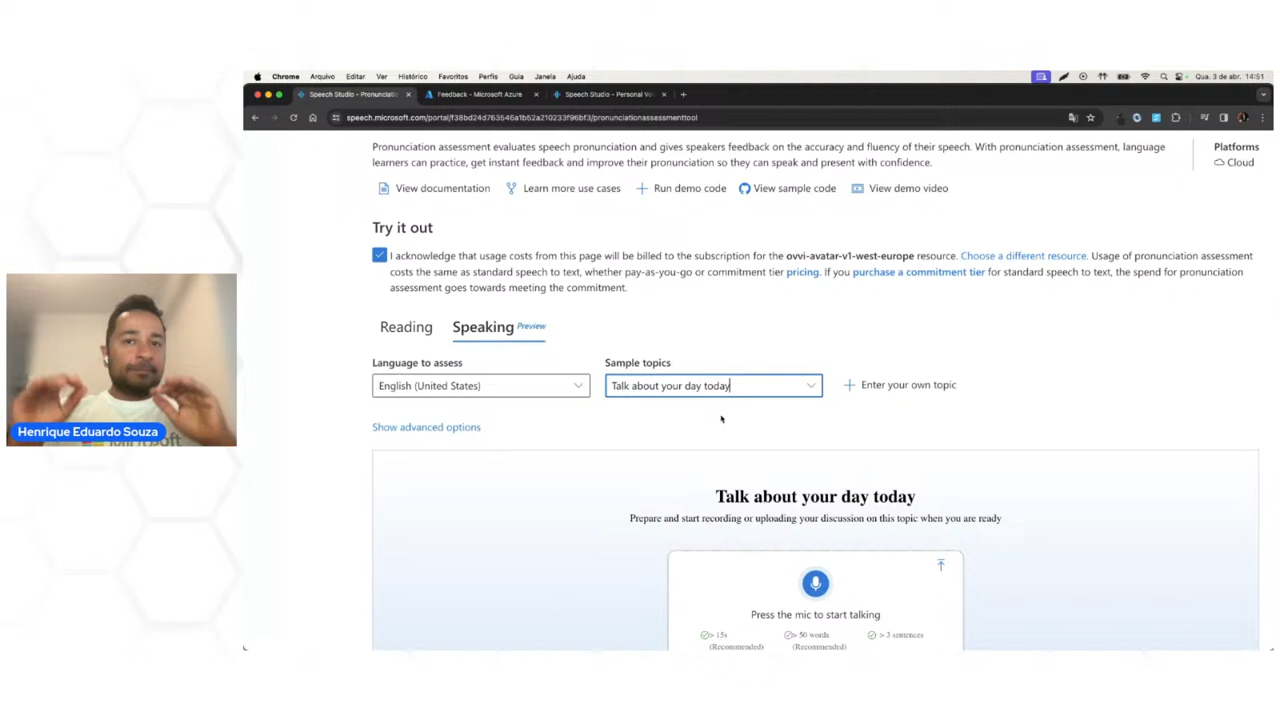 Chrome Arquivo Editar Ver Histórico Favoritos Perfis Guia Janela Ajuda Qua. 3 de abr. 14:51
Speech Studio - Pronunciatio Feedback - Microsoft Azure Speech Studio - Personal Vo
speech.microsoft.com/portal/f38bd24d763546a1b52a210233f96bf3/pronunciationassessmenttool
Pronunciation assessment evaluates speech pronunciation and gives speakers feedback on the accuracy and fluency of their speech. With pronunciation assessment, language
learners can practice, get instant feedback and improve their pronunciation so they can speak and present with confidence.
Platforms
Cloud
View documentation Learn more use cases Run demo code View sample code View demo video
Try it out
I acknowledge that usage costs from this page will be billed to the subscription for the ovvi-avatar-v1-west-europe resource. Choose a different resource. Usage of pronunciation assessment
costs the same as standard speech to text, whether pay-as-you-go or commitment tier pricing. If you purchase a commitment tier for standard speech to text, the spend for pronunciation
assessment goes towards meeting the commitment.
Reading Speaking Preview
Language to assess Sample topics
English (United States) Talk about your day today Enter your own topic
Show advanced options
Talk about your day today
Prepare and start recording or uploading your discussion on this topic when you are ready
Press the mic to start talking
> 15s > 50 words > 3 sentences
(Recommended) (Recommended)
Henrique Eduardo Souza
Microsoft